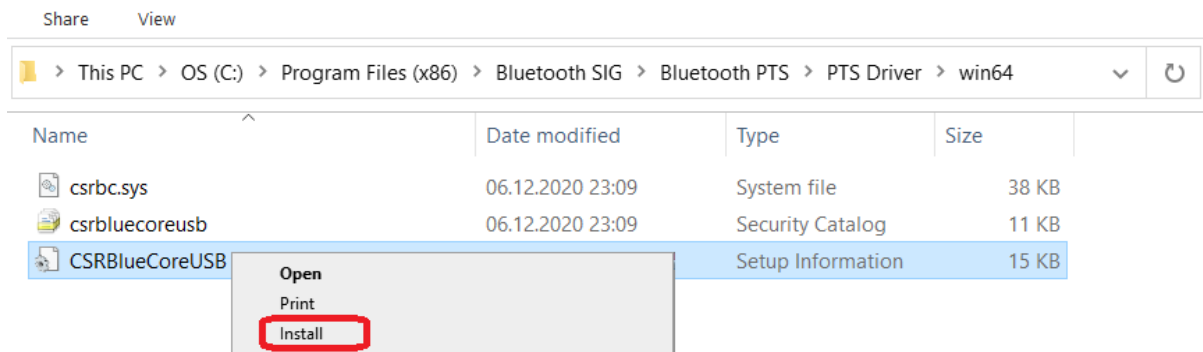 Share View
This PC > OS (C:) > Program Files (x86) > Bluetooth SIG > Bluetooth PTS > PTS Driver > win64
Name Date modified Type Size
csrbc.sys 06.12.2020 23:09 System file 38 KB
csrbluecoreusb 06.12.2020 23:09 Security Catalog 11 KB
CSRBlueCoreUSB Setup Information 15 KB
Open
Print
Install